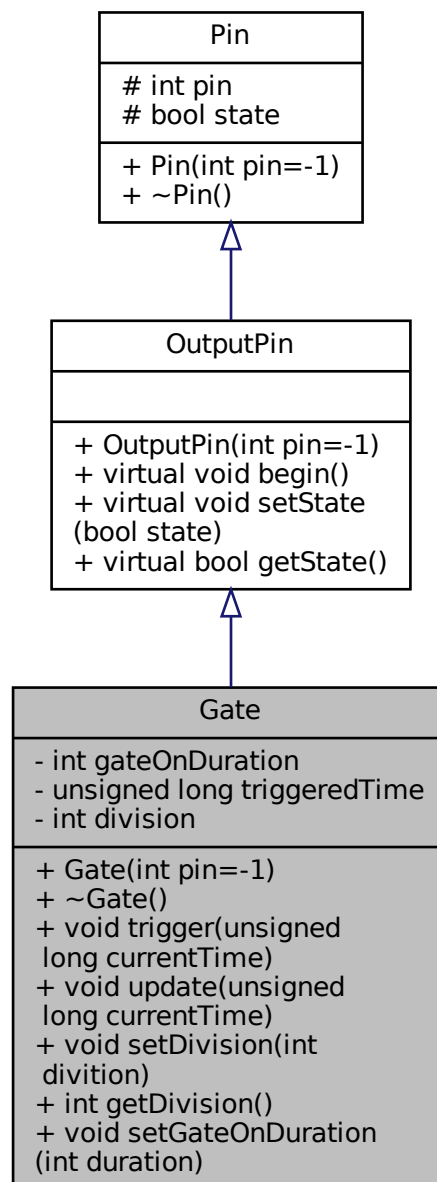 Pin
# int pin
# bool state
+ Pin(int pin=-1)
+ ~Pin()
OutputPin
+ OutputPin(int pin=-1)
+ virtual void begin()
+ virtual void setState
(bool state)
+ virtual bool getState()
Gate
- int gateOnDuration
- unsigned long triggeredTime
- int division
+ Gate(int pin=-1)
+ ~Gate()
+ void trigger(unsigned
long currentTime)
+ void update(unsigned
long currentTime)
+ void setDivision(int
divition)
+ int getDivision()
+ void setGateOnDuration
(int duration)